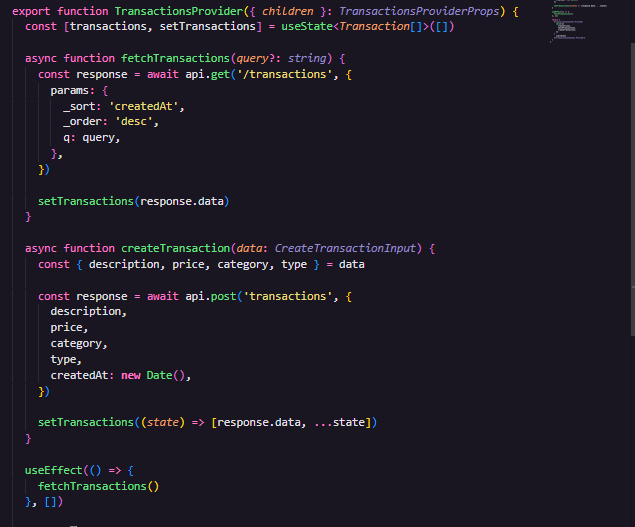 export function TransactionsProvider({ children }: TransactionsProviderProps) {
  const [transactions, setTransactions] = useState<Transaction[]>([])

  async function fetchTransactions(query?: string) {
    const response = await api.get('/transactions', {
      params: {
        _sort: 'createdAt',
        _order: 'desc',
        q: query,
      },
    })

    setTransactions(response.data)
  }

  async function createTransaction(data: CreateTransactionInput) {
    const { description, price, category, type } = data

    const response = await api.post('transactions', {
      description,
      price,
      category,
      type,
      createdAt: new Date(),
    })

    setTransactions((state) => [response.data, ...state])
  }

  useEffect(() => {
    fetchTransactions()
  }, [])